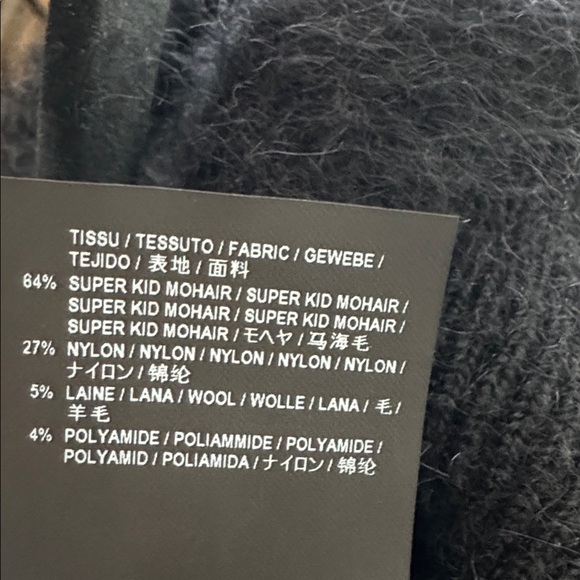 TISSU / TESSUTO / FABRIC / GEWEBE /
TEJIDO / 表地 / 面料
64% SUPER KID MOHAIR / SUPER KID MOHAIR /
SUPER KID MOHAIR / SUPER KID MOHAIR /
SUPER KID MOHAIR / モヘヤ / 马海毛
27% NYLON / NYLON / NYLON / NYLON / NYLON /
ナイロン / 锦纶
5% LAINE / LANA / WOOL / WOLLE / LANA / 毛 /
羊毛
4% POLYAMIDE / POLIAMMIDE / POLYAMIDE /
POLYAMID / POLIAMIDA / ナイロン / 锦纶